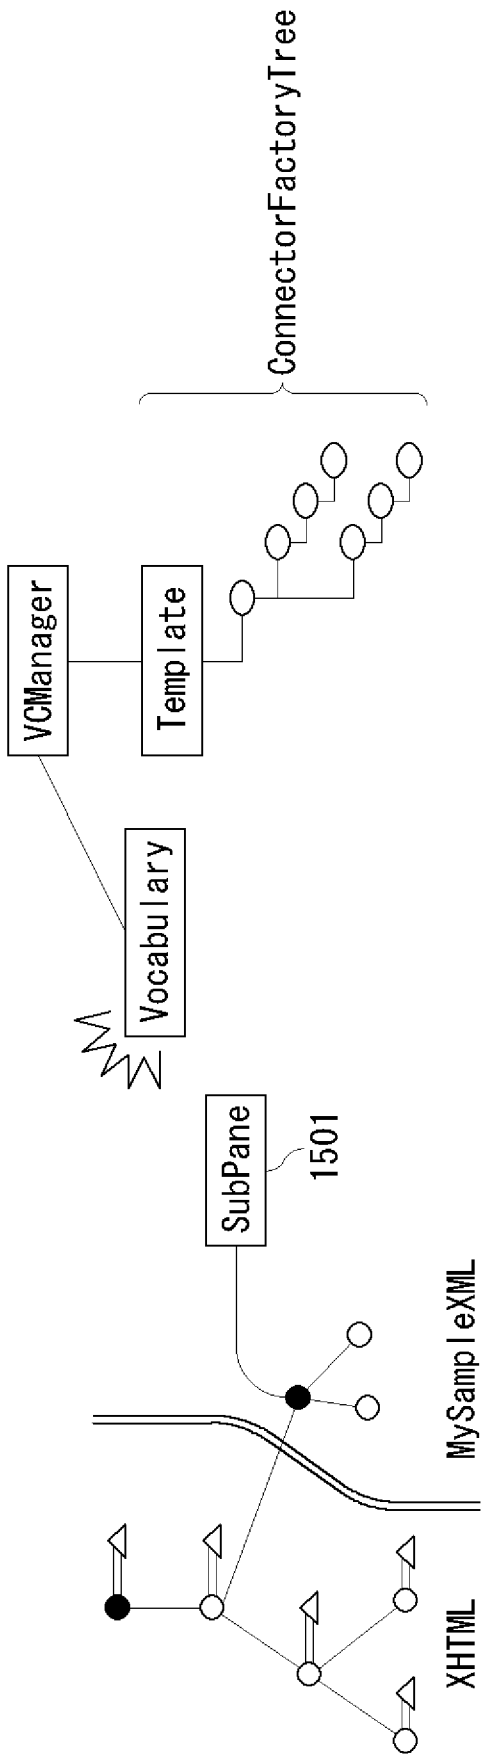 VCManager
ConnectorFactoryTree
Vocabulary
Template
SubPane
1501
XHTML
MySampleXML